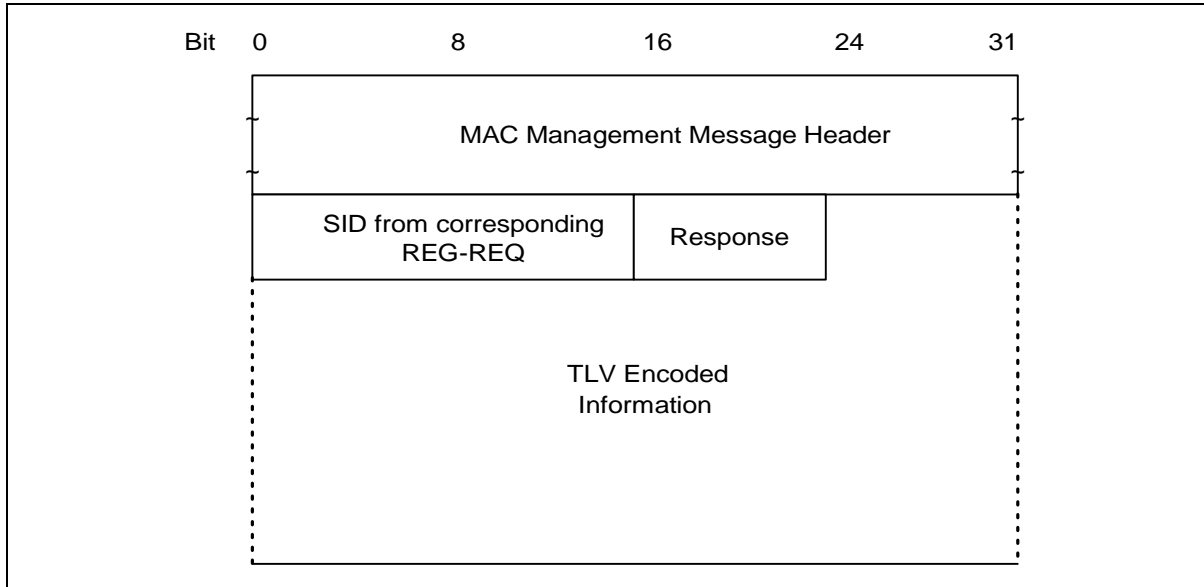 Bit 0 8 16 24 31
MAC Management Message Header
SID from corresponding
REG-REQ
Response
TLV Encoded
Information